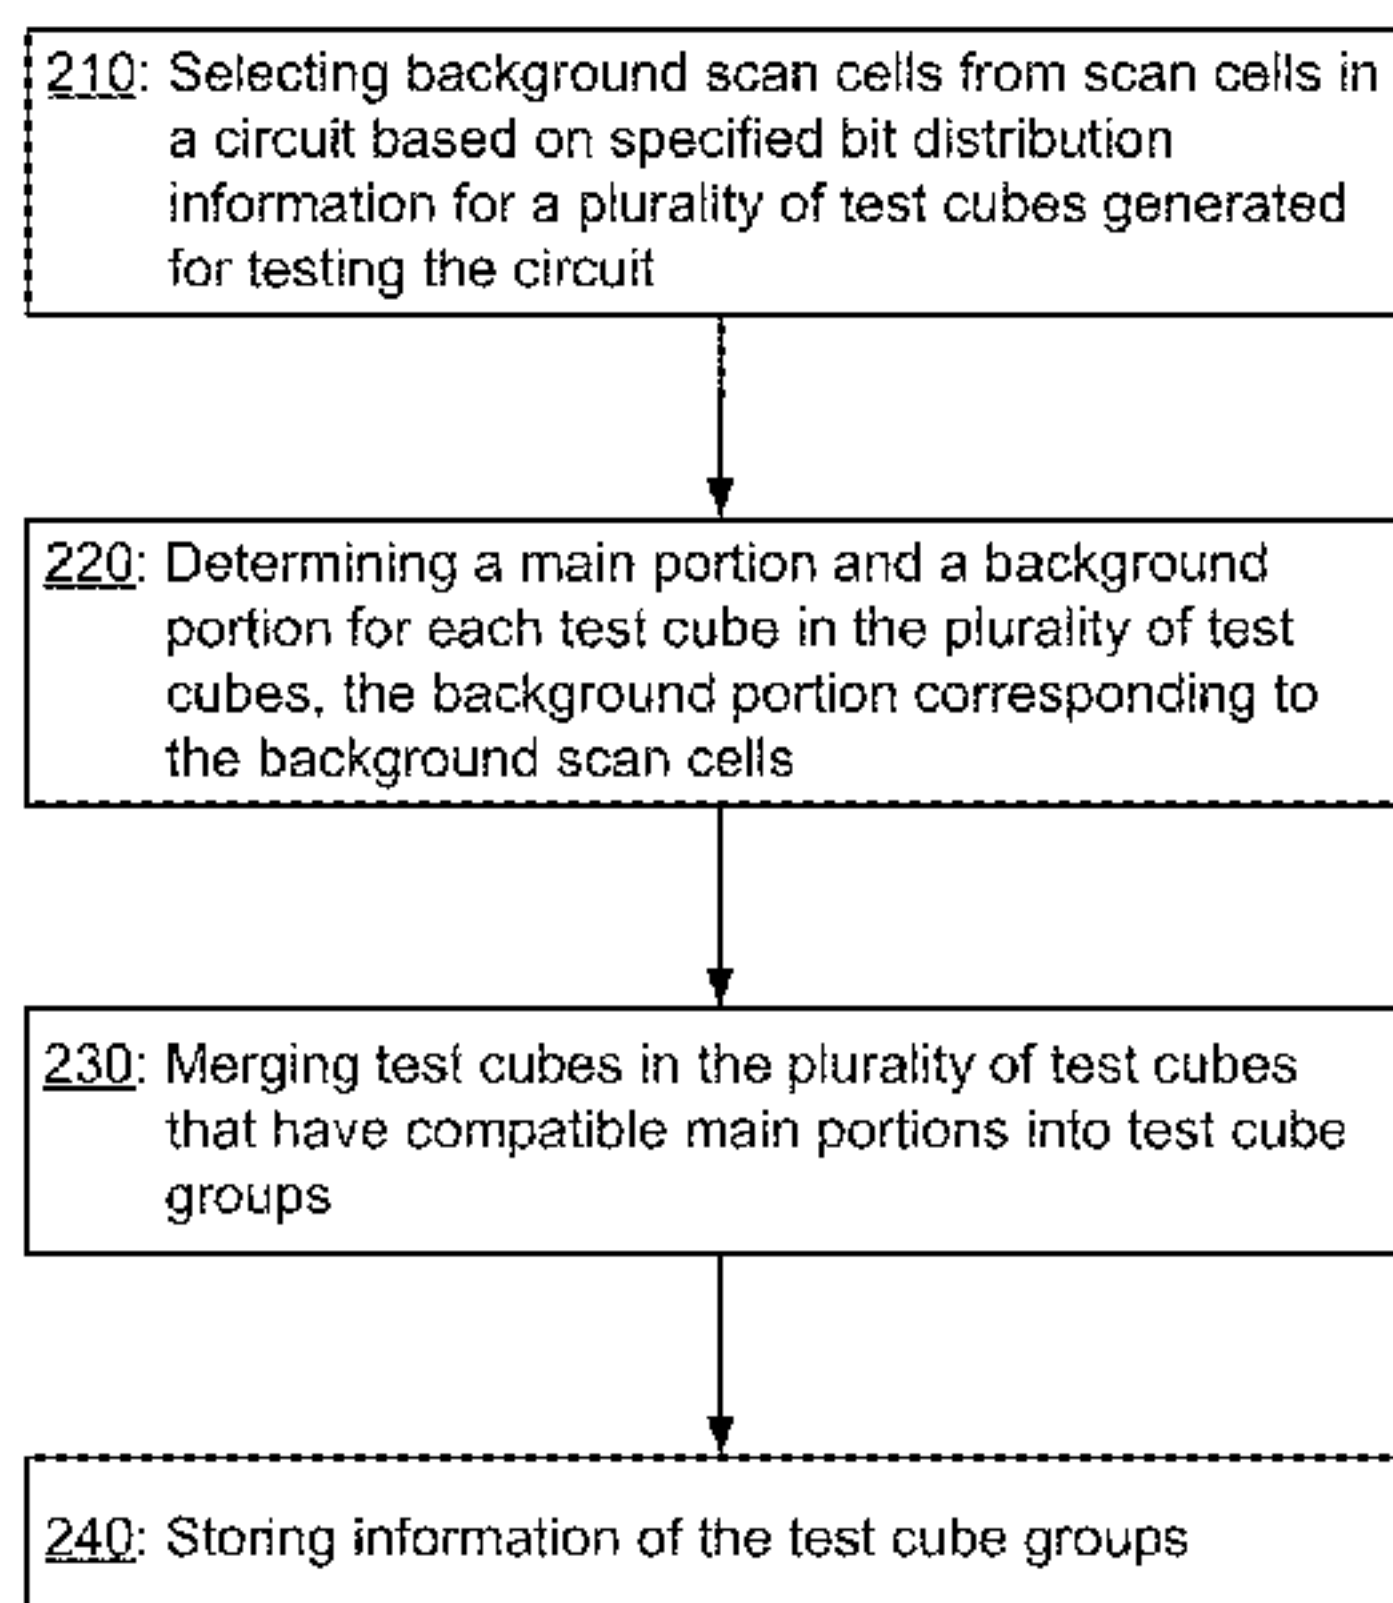 210: Selecting background scan cells from scan cells in
a circuit based on specified bit distribution
information for a plurality of test cubes generated
for testing the circuit
220: Determining a main portion and a background
portion for each test cube in the plurality of test
cubes, the background portion corresponding to
the background scan cells
230: Merging test cubes in the plurality of test cubes
that have compatible main portions into test cube
groups
240: Storing information of the test cube groups